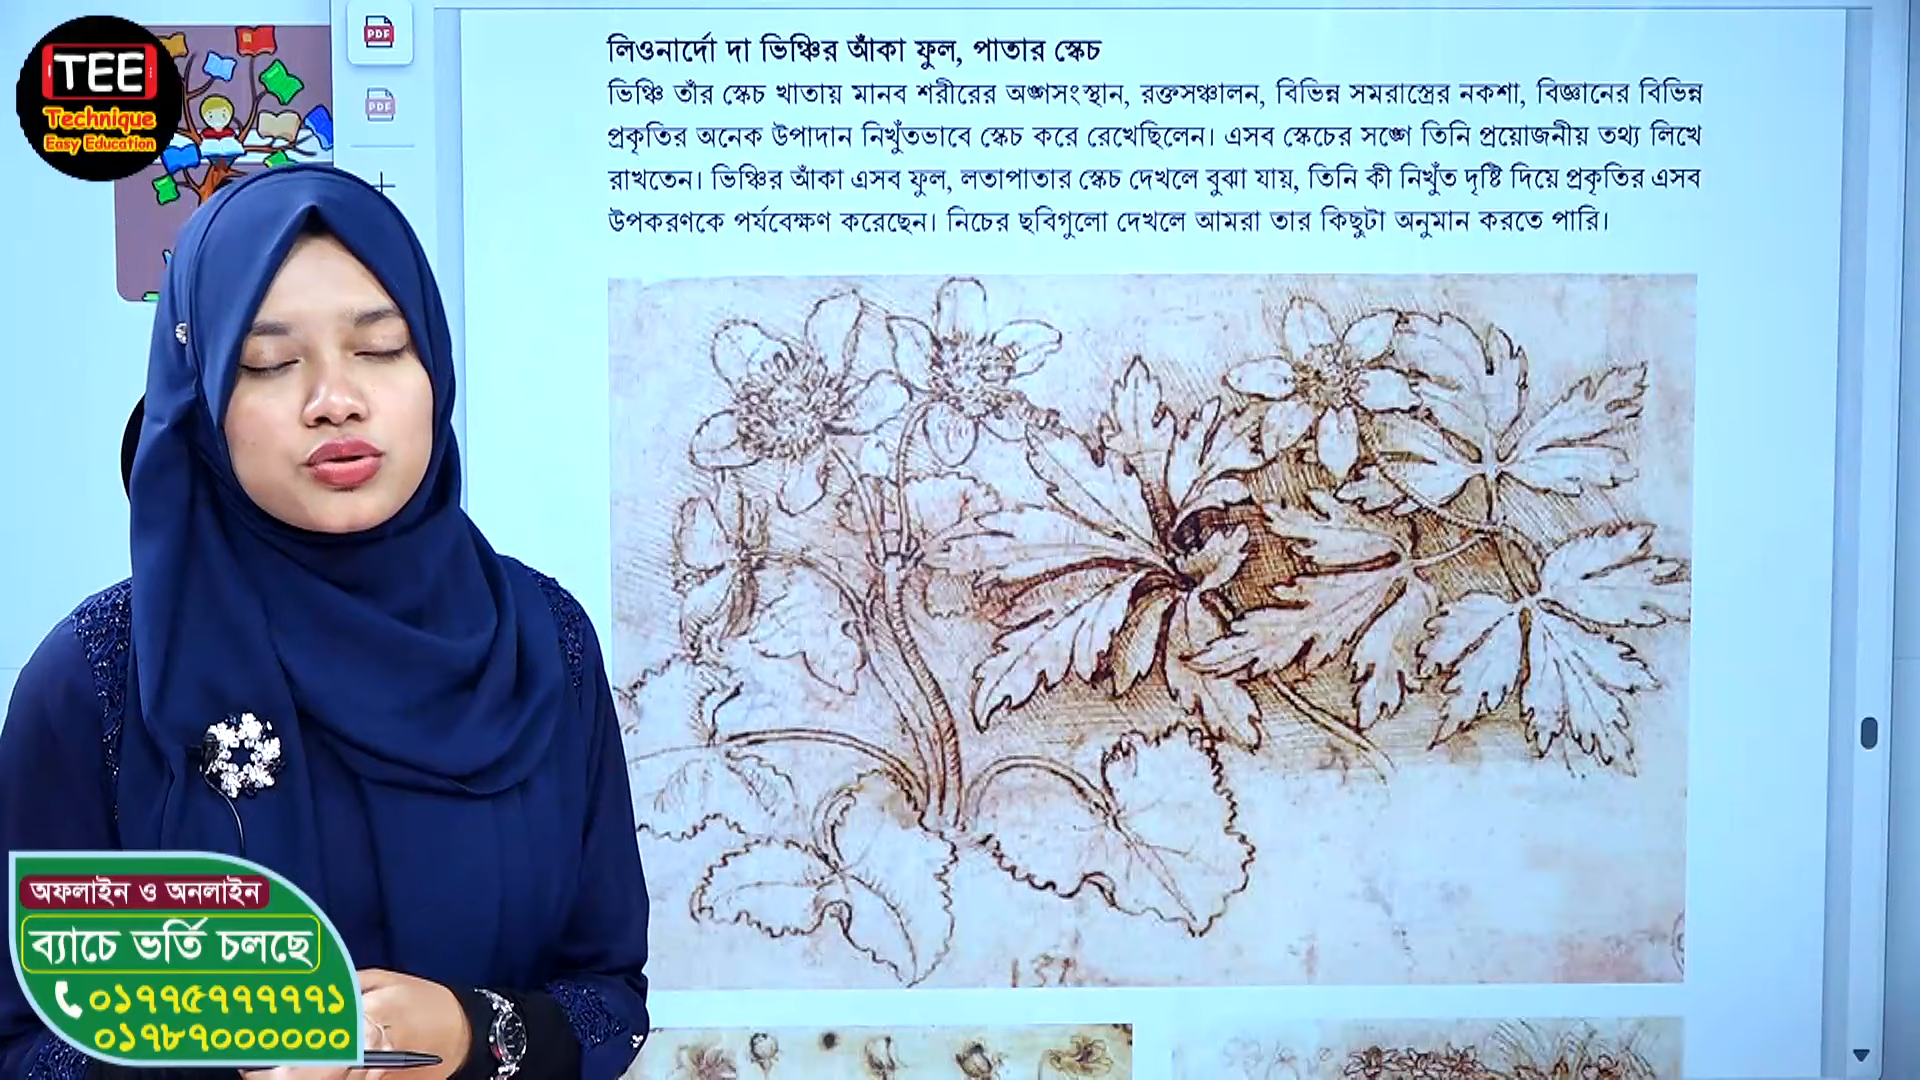 TEE
Technique
Easy Education
PDF
PDF
লিওনার্দো দা ভিঞ্চির আঁকা ফুল, পাতার স্কেচ
ভিঞ্চি তাঁর স্কেচ খাতায় মানব শরীরের অঙ্গসংস্থান, রক্তসঞ্চালন, বিভিন্ন সমরাস্ত্রের নকশা, বিজ্ঞানের বিভিন্ন
প্রকৃতির অনেক উপাদান নিখুঁতভাবে স্কেচ করে রেখেছিলেন। এসব স্কেচের সঙ্গে তিনি প্রয়োজনীয় তথ্য লিখে
রাখতেন। ভিঞ্চির আঁকা এসব ফুল, লতাপাতার স্কেচ দেখলে বুঝা যায়, তিনি কী নিখুঁত দৃষ্টি দিয়ে প্রকৃতির এসব
উপকরণকে পর্যবেক্ষণ করেছেন। নিচের ছবিগুলো দেখলে আমরা তার কিছুটা অনুমান করতে পারি।
অফলাইন ও অনলাইন
ব্যাচে ভর্তি চলছে
০১৭৭৫৭৭৭৭৭১
০১৭৮৭০০০০০০